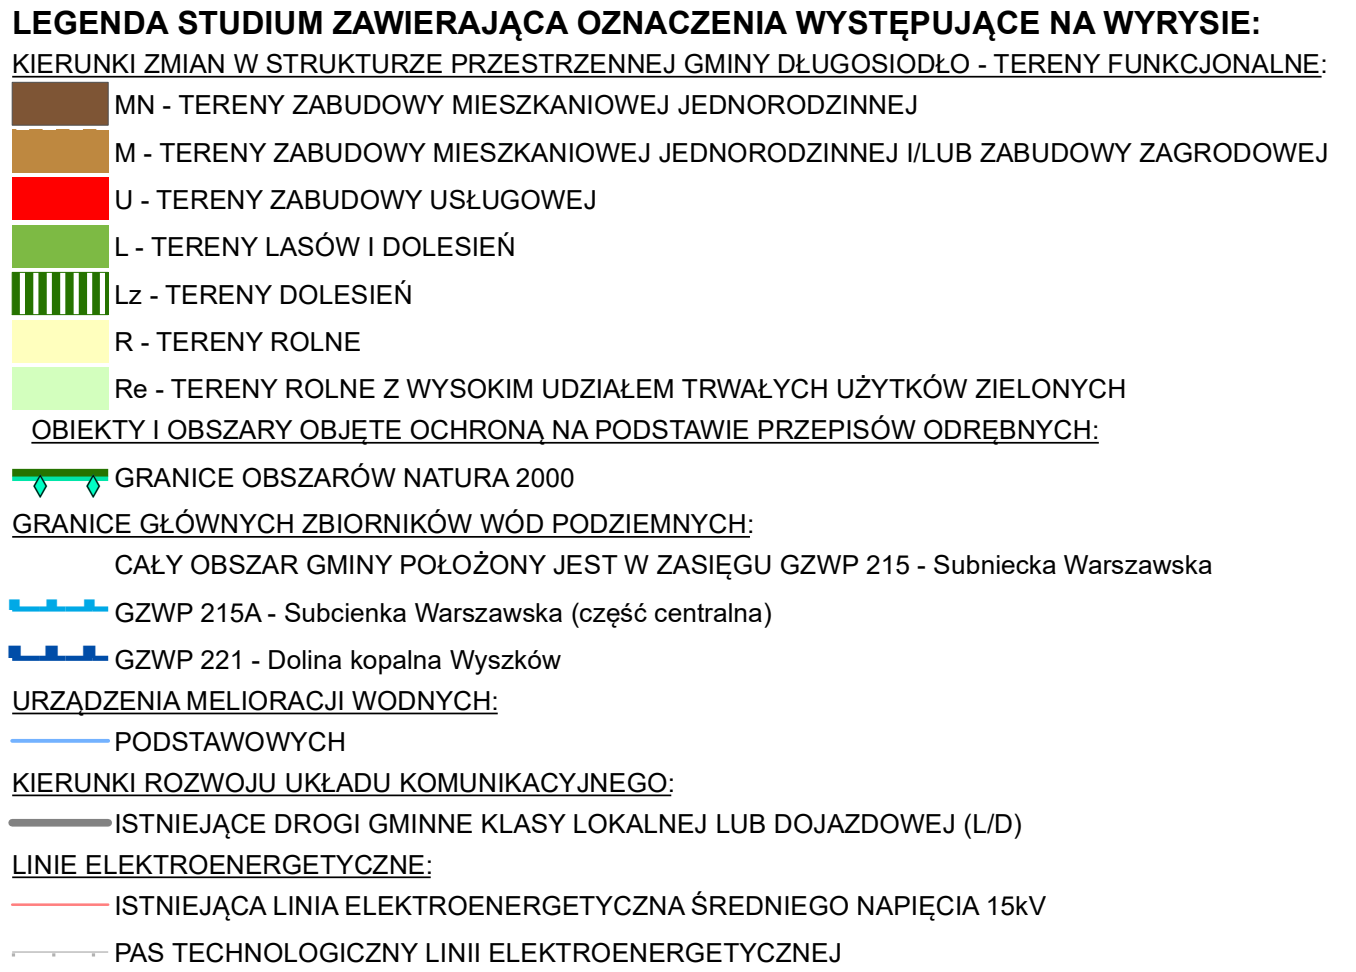 LEGENDA STUDIUM ZAWIERAJĄCA OZNACZENIA WYSTĘPUJĄCE NA WYRYSIE:
KIERUNKI ZMIAN W STRUKTURZE PRZESTRZENNEJ GMINY DŁUGOSIODŁO - TERENY FUNKCJONALNE:
MN - TERENY ZABUDOWY MIESZKANIOWEJ JEDNORODZINNEJ
M - TERENY ZABUDOWY MIESZKANIOWEJ JEDNORODZINNEJ I/LUB ZABUDOWY ZAGRODOWEJ
U - TERENY ZABUDOWY USŁUGOWEJ
L - TERENY LASÓW I DOLESIEŃ
Lz - TERENY DOLESIEŃ
R - TERENY ROLNE
Re - TERENY ROLNE Z WYSOKIM UDZIAŁEM TRWAŁYCH UŻYTKÓW ZIELONYCH
OBIEKTY I OBSZARY OBJĘTE OCHRONĄ NA PODSTAWIE PRZEPISÓW ODRĘBNYCH:
GRANICE OBSZARÓW NATURA 2000
GRANICE GŁÓWNYCH ZBIORNIKÓW WÓD PODZIEMNYCH:
CAŁY OBSZAR GMINY POŁOŻONY JEST W ZASIĘGU GZWP 215 - Subniecka Warszawska
GZWP 215A - Subcienka Warszawska (część centralna)
GZWP 221 - Dolina kopalna Wyszków
URZĄDZENIA MELIORACJI WODNYCH:
PODSTAWOWYCH
KIERUNKI ROZWOJU UKŁADU KOMUNIKACYJNEGO:
ISTNIEJĄCE DROGI GMINNE KLASY LOKALNEJ LUB DOJAZDOWEJ (L/D)
LINIE ELEKTROENERGETYCZNE:
ISTNIEJĄCA LINIA ELEKTROENERGETYCZNA ŚREDNIEGO NAPIĘCIA 15kV
PAS TECHNOLOGICZNY LINII ELEKTROENERGETYCZNEJ